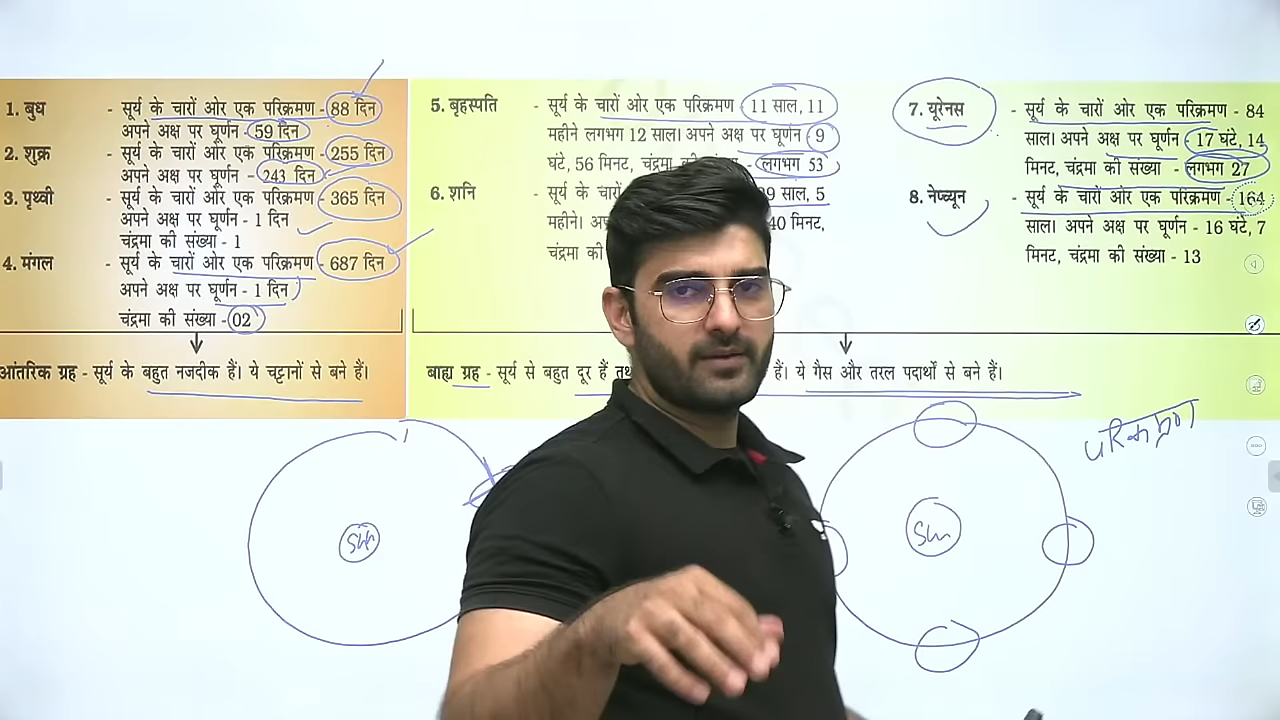 1. बुध - सूर्य के चारों ओर एक परिक्रमण - 88 दिन
अपने अक्ष पर घूर्णन - 59 दिन
2. शुक्र - सूर्य के चारों ओर एक परिक्रमण - 255 दिन
अपने अक्ष पर घूर्णन - 243 दिन
3. पृथ्वी - सूर्य के चारों ओर एक परिक्रमण - 365 दिन
अपने अक्ष पर घूर्णन - 1 दिन
चंद्रमा की संख्या - 1
4. मंगल - सूर्य के चारों ओर एक परिक्रमण - 687 दिन
अपने अक्ष पर घूर्णन - 1 दिन
चंद्रमा की संख्या - 02
आंतरिक ग्रह - सूर्य के बहुत नजदीक हैं। ये चट्टानों से बने हैं।
5. बृहस्पति - सूर्य के चारों ओर एक परिक्रमण - 11 साल, 11
महीने लगभग 12 साल। अपने अक्ष पर घूर्णन - 9
घंटे, 56 मिनट, चंद्रमा की - लगभग 53
6. शनि - सूर्य के 29 साल, 5
महीने। 40 मिनट,
चंद्रमा की
7. यूरेनस - सूर्य के चारों ओर एक परिक्रमण - 84
साल। अपने अक्ष पर घूर्णन - 17 घंटे, 14
मिनट, चंद्रमा की संख्या - लगभग 27
8. नेप्च्यून - सूर्य के चारों ओर एक परिक्रमण - 164
साल। अपने अक्ष पर घूर्णन - 16 घंटे, 7
मिनट, चंद्रमा की संख्या - 13
बाह्य ग्रह - सूर्य से बहुत दूर हैं हैं। ये गैस और तरल पदार्थो से बने हैं।
परिक्रमण
Sun
Sun